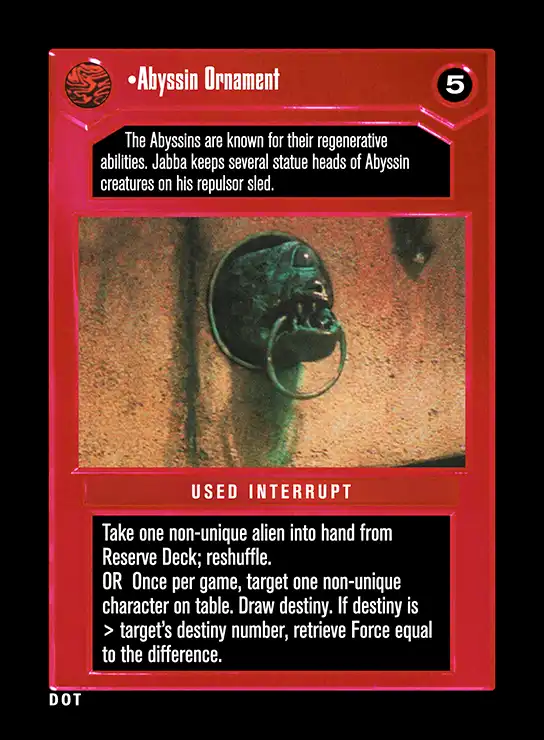 •Abyssin Ornament
5
The Abyssins are known for their regenerative
abilities. Jabba keeps several statue heads of Abyssin
creatures on his repulsor sled.
USED INTERRUPT
Take one non-unique alien into hand from
Reserve Deck; reshuffle.
OR Once per game, target one non-unique
character on table. Draw destiny. If destiny is
> target's destiny number, retrieve Force equal
to the difference.
DOT